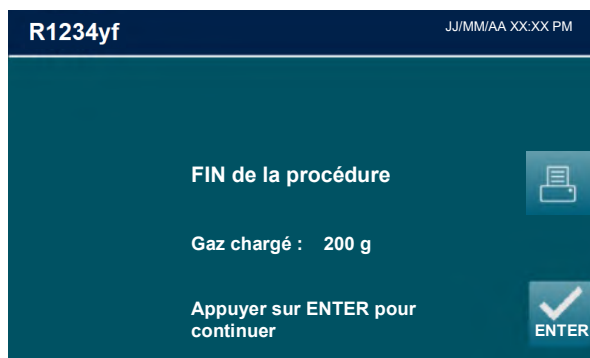 R1234yf
JJ/MM/AA XX:XX PM
FIN de la procédure
Gaz chargé : 200 g
Appuyer sur ENTER pour
continuer
ENTER